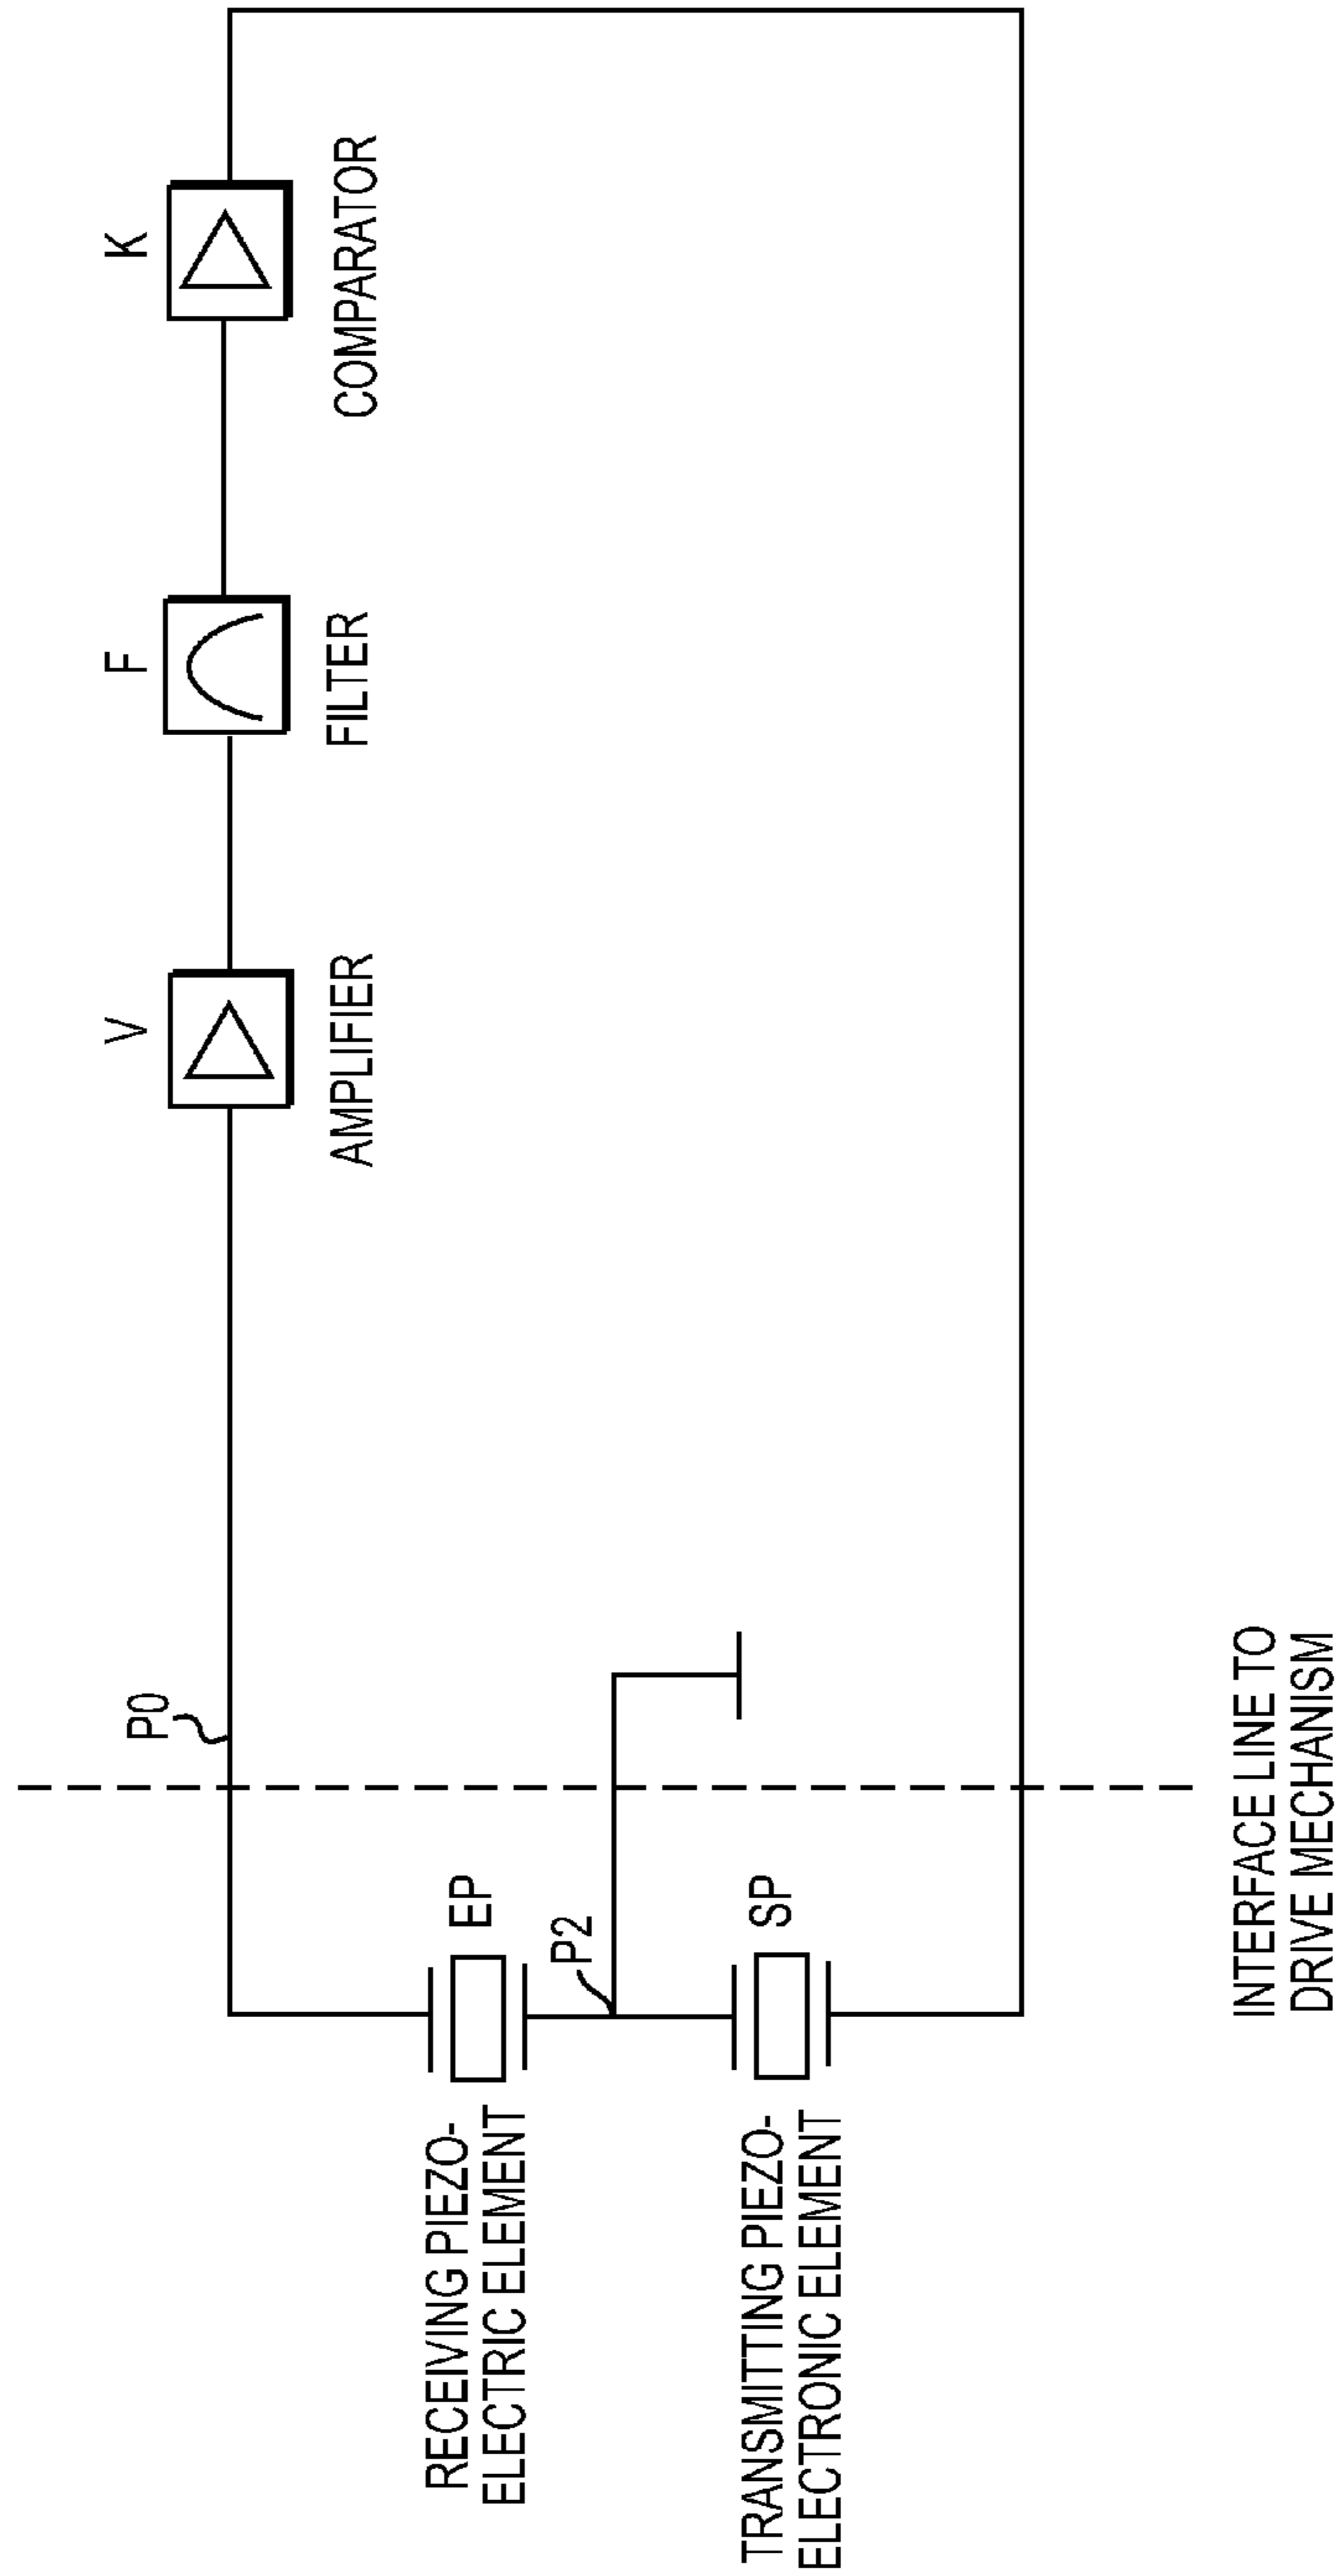 V
F
K
AMPLIFIER
FILTER
COMPARATOR
P0
RECEIVING PIEZO-
ELECTRIC ELEMENT
EP
P2
TRANSMITTING PIEZO-
ELECTRONIC ELEMENT
SP
INTERFACE LINE TO
DRIVE MECHANISM